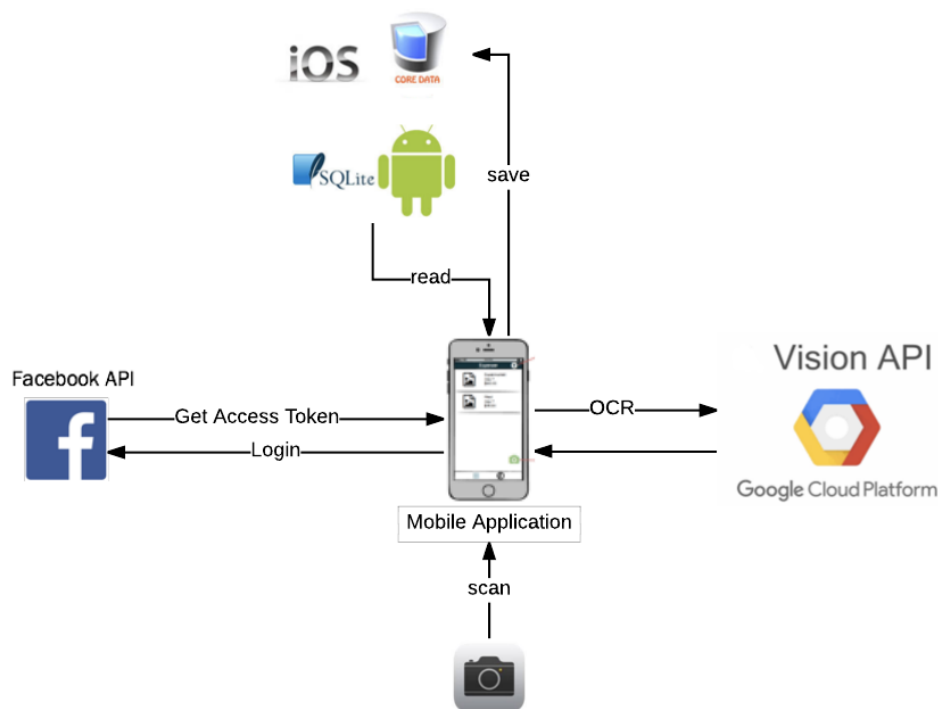 iOS
CORE DATA
SQLite
save
read
Facebook API
Get Access Token
Login
OCR
Vision API
Google Cloud Platform
Mobile Application
scan